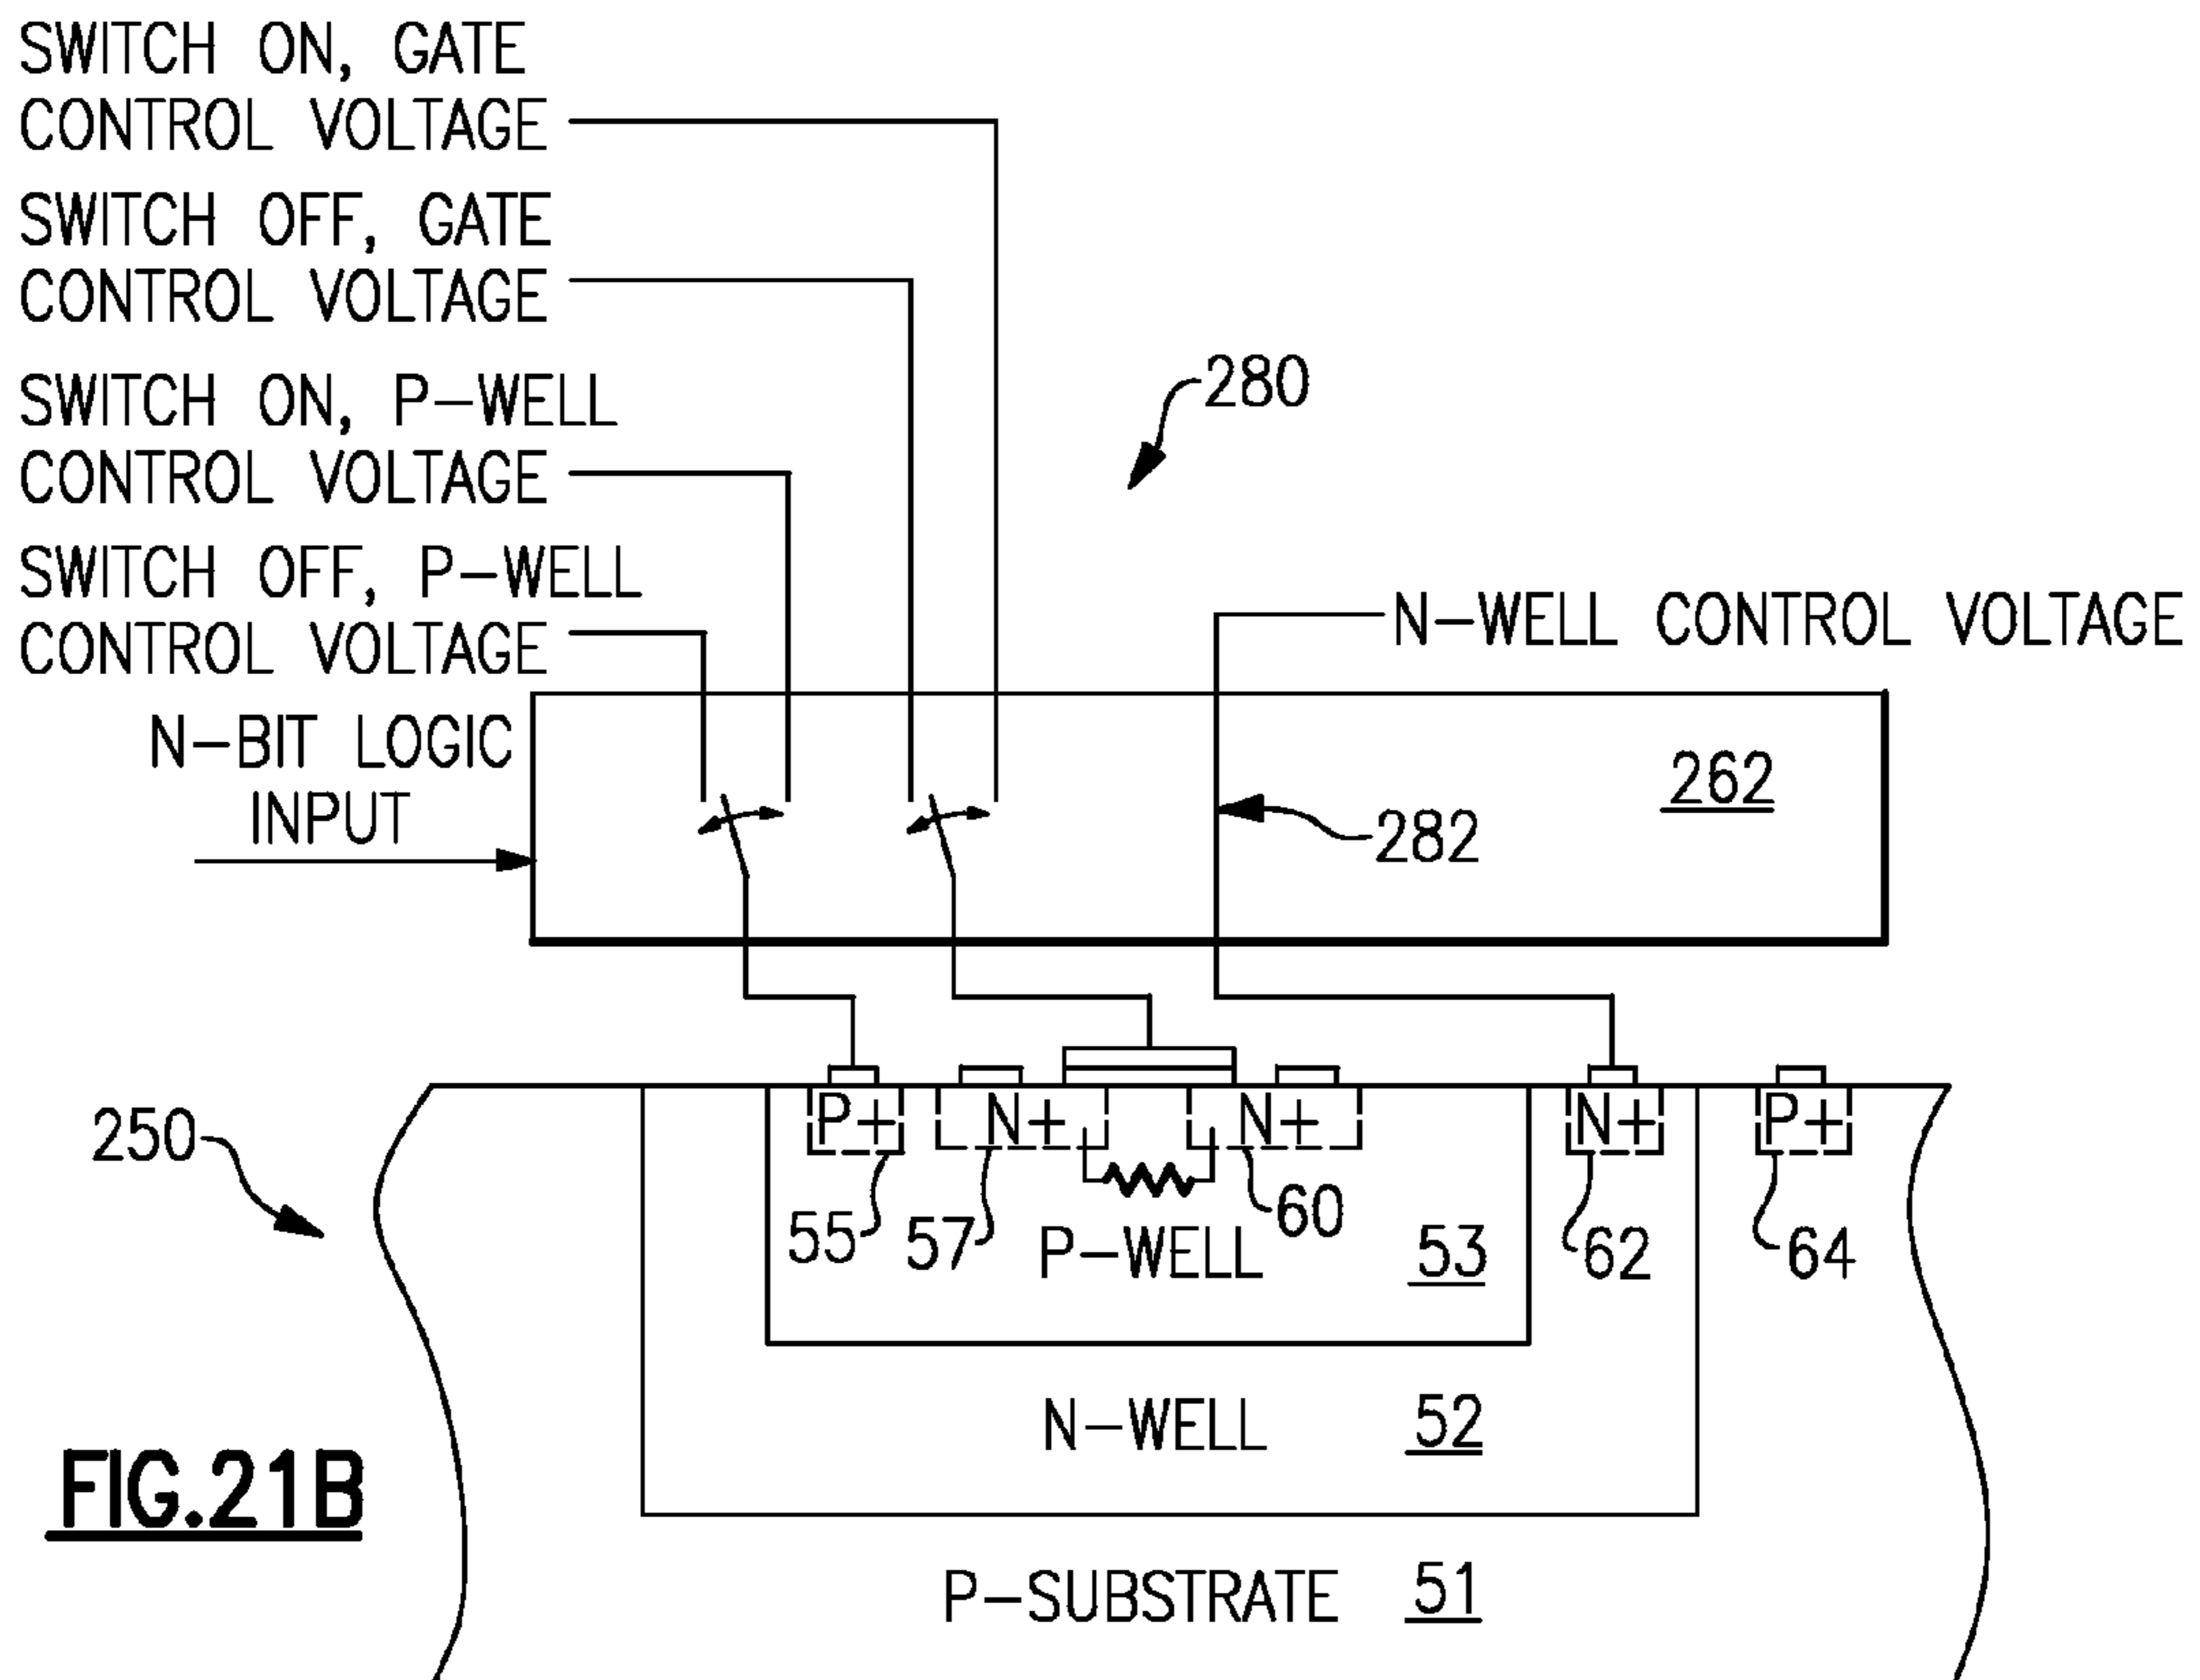 SWITCH ON, GATE
CONTROL VOLTAGE
SWITCH OFF, GATE
CONTROL VOLTAGE
SWITCH ON, P-WELL
CONTROL VOLTAGE
SWITCH OFF, P-WELL
CONTROL VOLTAGE
280
N-WELL CONTROL VOLTAGE
N-BIT LOGIC
INPUT
262
282
250
P+
N+
N+
N+
P+
55
57
60
62
64
P-WELL
53
N-WELL
52
FIG.21B
P-SUBSTRATE
51